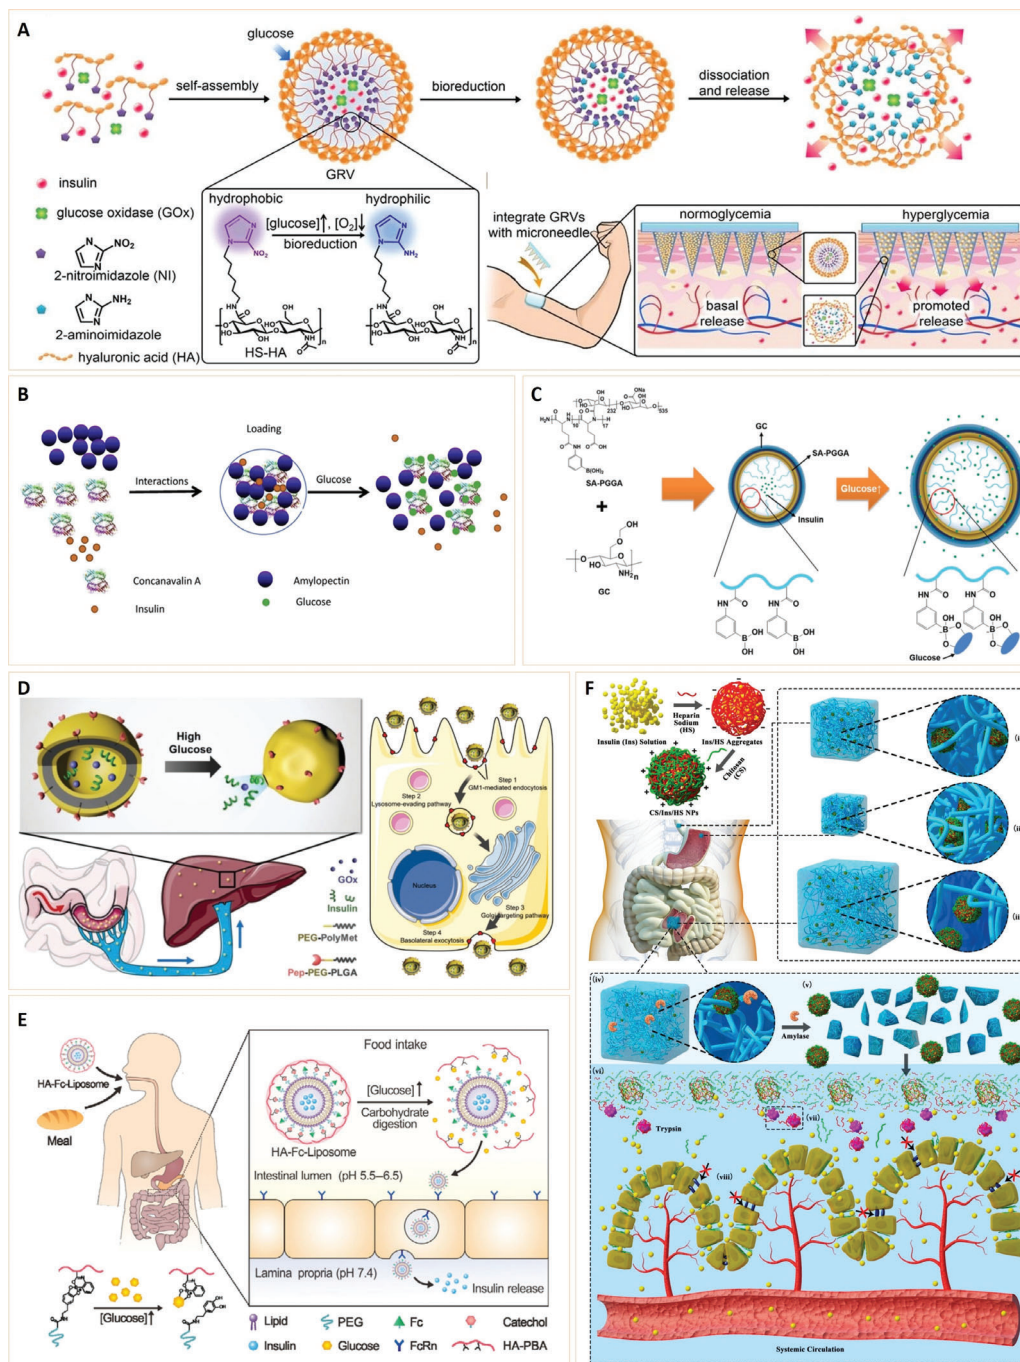 A
glucose
self-assembly
bioreduction
dissociation
and release
GRV
insulin
glucose oxidase (GOx)
NO₂
2-nitroimidazole (NI)
NH₂
2-aminoimidazole
hyaluronic acid (HA)
hydrophobic
hydrophilic
[glucose]↑, [O₂]↓
bioreduction
NO₂
NH₂
HS-HA
integrate GRVs
with microneedle
normoglycemia
hyperglycemia
basal
release
promoted
release
B
Loading
Interactions
Glucose
Concanavalin A
Amylopectin
Insulin
Glucose
C
GC
SA-PGGA
SA-PGGA
+
Glucose↑
Insulin
GC
Glucose
D
High
Glucose
GOx
Insulin
PEG-PolyMet
Pep-PEG-PLGA
Step 1
GM1-mediated endocytosis
Step 2
Lysosome-evading pathway
Nucleus
Step 3
Golgi-targeting pathway
Step 4
Basolateral exocytosis
E
HA-Fc-Liposome
Meal
Food intake
[Glucose]↑
Carbohydrate
digestion
HA-Fc-Liposome
Intestinal lumen (pH 5.5–6.5)
Lamina propria (pH 7.4)
Insulin release
[Glucose]↑
Lipid
PEG
Fc
Catechol
Insulin
Glucose
FcRn
HA-PBA
F
Heparin
Sodium
(HS)
Insulin (Ins) Solution
Ins/HS Aggregates
Chitosan
(CS)
CS/Ins/HS NPs
(iv)
Amylase
(v)
(vi)
Trypsin
(vii)
(viii)
Systemic Circulation